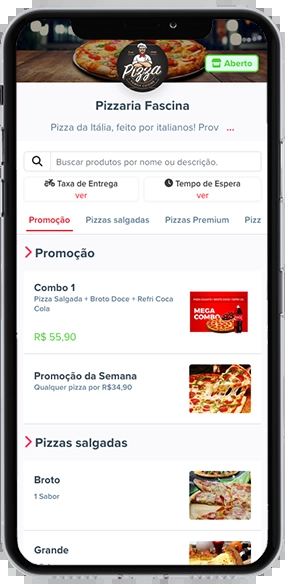 Pizza
Aberto
Pizzaria Fascina
Pizza da Itália, feito por italianos! Prov ...
Buscar produtos por nome ou descrição.
Taxa de Entrega
ver
Tempo de Espera
ver
Promoção Pizzas salgadas Pizzas Premium Pizz
Promoção
Combo 1
Pizza Salgada + Broto Doce + Refri Coca
Cola
R$ 55,90
MEGA
COMBO
Promoção da Semana
Qualquer pizza por R$34,90
Pizzas salgadas
Broto
1 Sabor
Grande